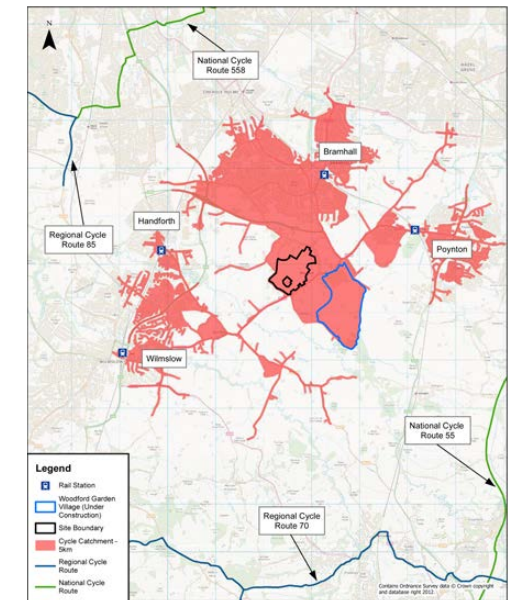 N
National Cycle
Route 558
Bramhall
Handforth
Regional Cycle
Route 85
Poynton
Wilmslow
National Cycle
Route 55
Regional Cycle
Route 70
Legend
Rail Station
Woodford Garden
Village (Under
Construction)
Site Boundary
Cycle Catchment -
5km
Regional Cycle
Route
National Cycle
Route
Contains Ordnance Survey data © Crown copyright
and database right 2012